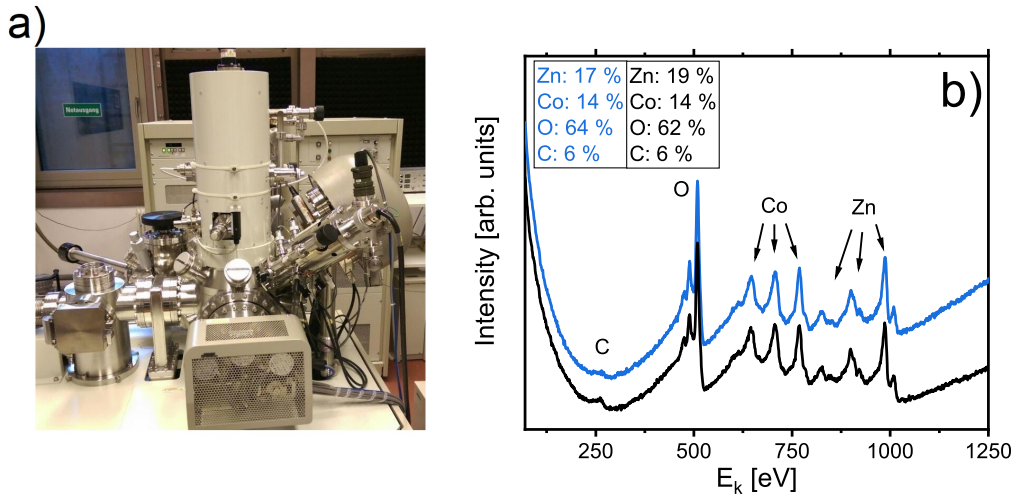 a)
Notausgang
b)
Zn: 17 %
Co: 14 %
O: 64 %
C: 6 %
Zn: 19 %
Co: 14 %
O: 62 %
C: 6 %
O
Co
Zn
C
Intensity [arb. units]
250 500 750 1000 1250
E_k [eV]